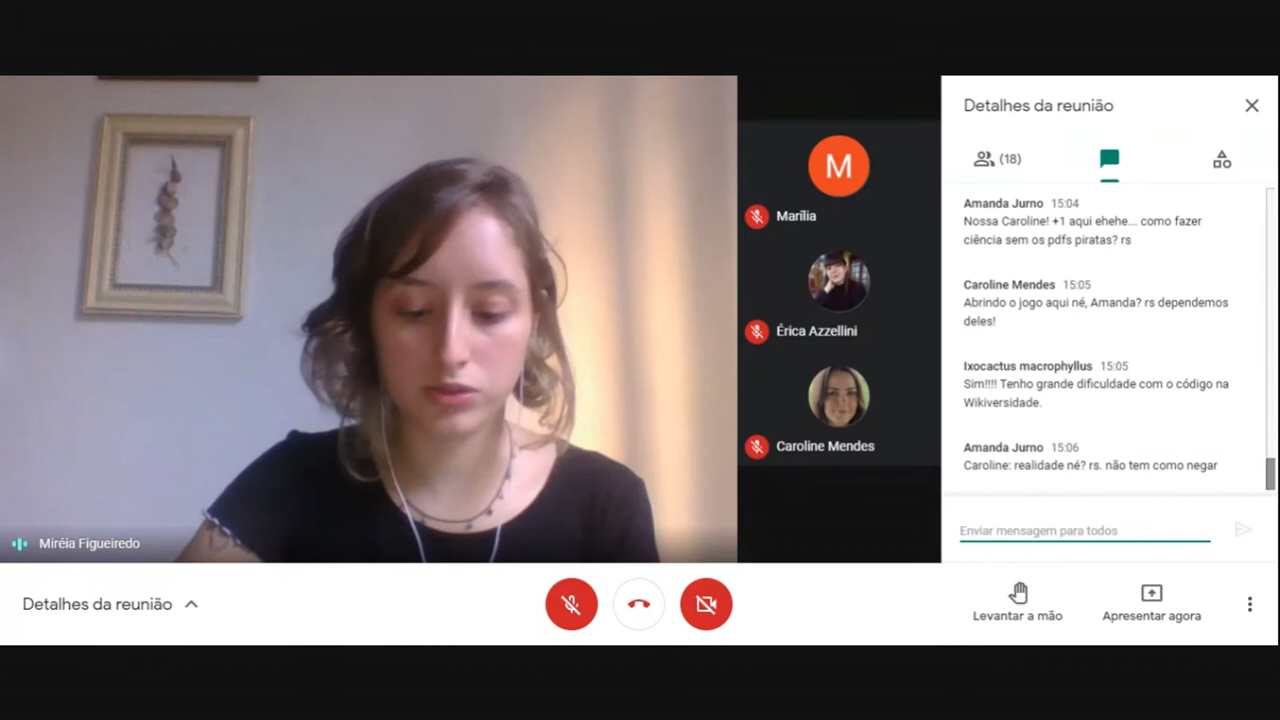 Miréia Figueiredo
M
Marília
Érica Azzellini
Caroline Mendes
Detalhes da reunião
(18)
Amanda Jurno 15:04
Nossa Caroline! +1 aqui ehehe... como fazer
ciência sem os pdfs piratas? rs
Caroline Mendes 15:05
Abrindo o jogo aqui né, Amanda? rs dependemos
deles!
Ixocactus macrophyllus 15:05
Sim!!!! Tenho grande dificuldade com o código na
Wikiversidade.
Amanda Jurno 15:06
Caroline: realidade né? rs. não tem como negar
Enviar mensagem para todos
Detalhes da reunião
Levantar a mão
Apresentar agora